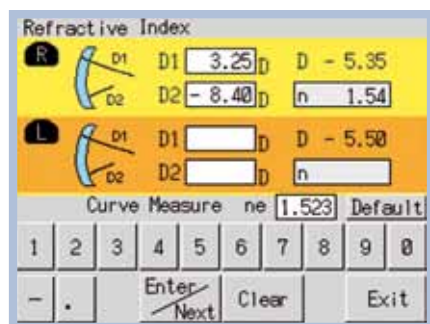 Refractive Index
R D1 D1 3.25 D D - 5.35
D2 D2 - 8.40 D n 1.54
L D1 D1 D D - 5.50
D2 D2 D n
Curve Measure ne 1.523 Default
1 2 3 4 5 6 7 8 9 0
- . Enter/Next Clear Exit